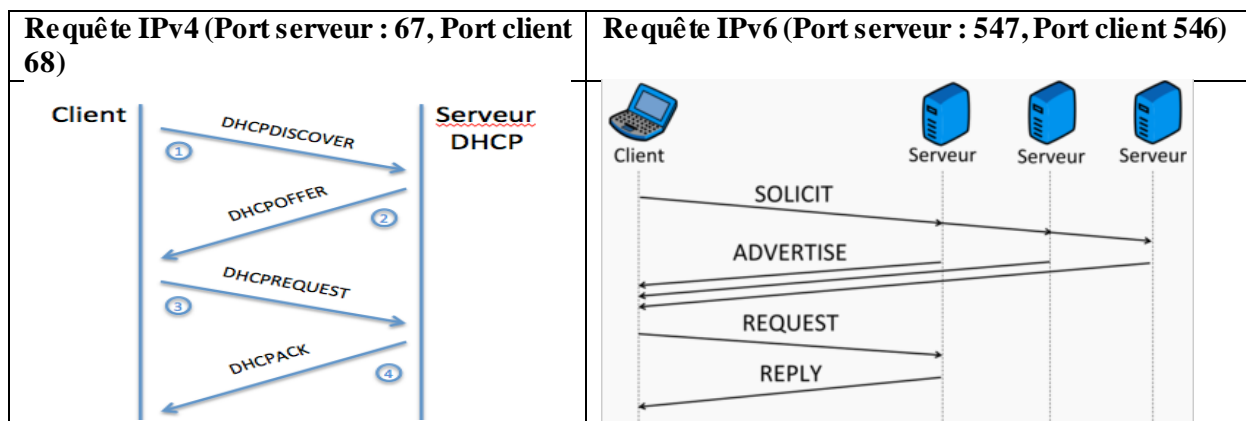 Requête IPv4 (Port serveur : 67, Port client
68)
Requête IPv6 (Port serveur : 547, Port client 546)
Client
Serveur
DHCP
DHCPDISCOVER
1
DHCPOFFER
2
DHCPREQUEST
3
DHCPACK
4
Client
Serveur
Serveur
Serveur
SOLICIT
ADVERTISE
REQUEST
REPLY